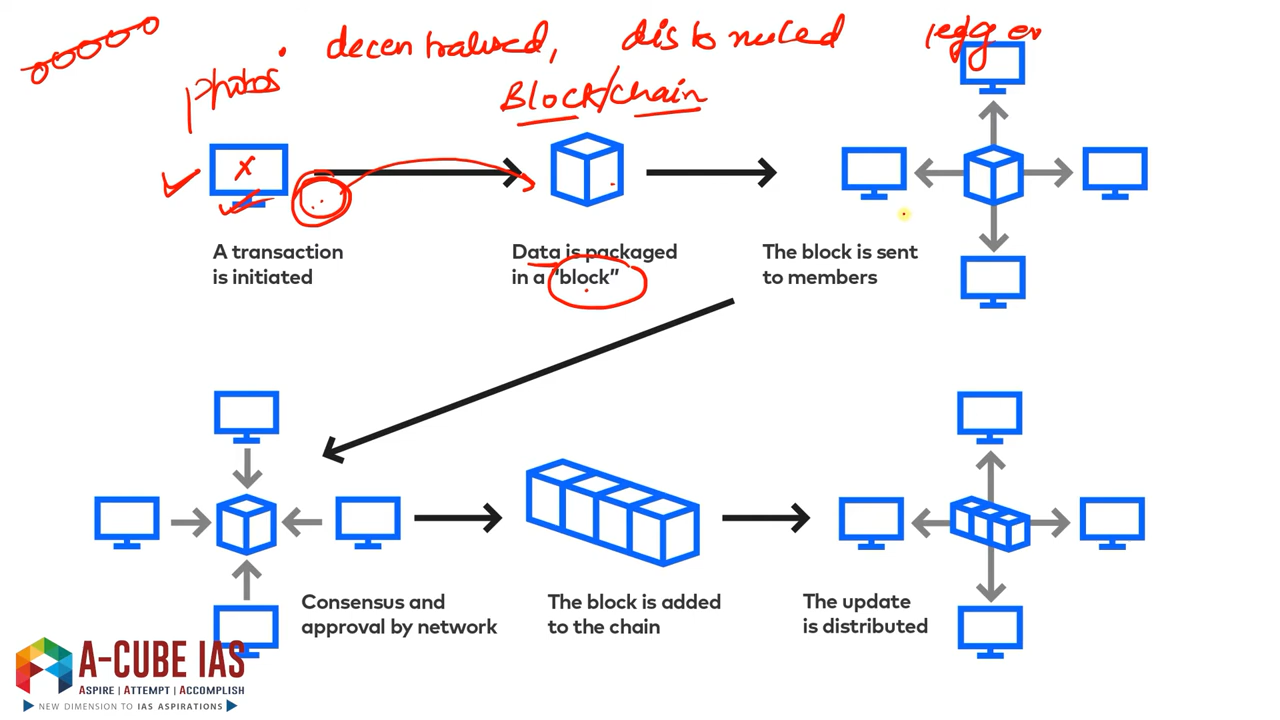 decentralised, distributed ledger
photos
Block/chain
A transaction
is initiated
Data is packaged
in a "block"
The block is sent
to members
Consensus and
approval by network
The block is added
to the chain
The update
is distributed
A-CUBE IAS
ASPIRE | ATTEMPT | ACCOMPLISH
NEW DIMENSION TO IAS ASPIRATIONS